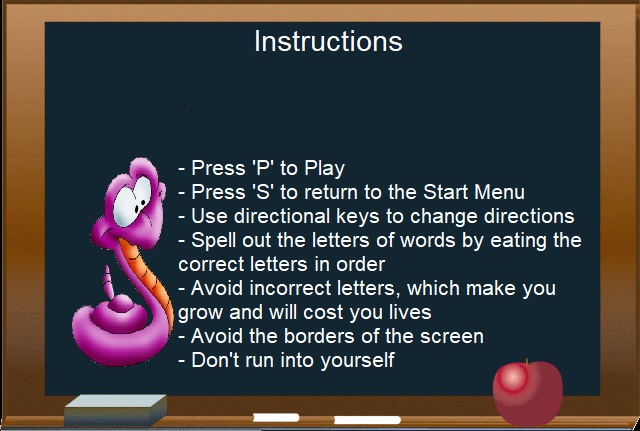 Instructions
- Press 'P' to Play
- Press 'S' to return to the Start Menu
- Use directional keys to change directions
- Spell out the letters of words by eating the
correct letters in order
- Avoid incorrect letters, which make you
grow and will cost you lives
- Avoid the borders of the screen
- Don't run into yourself